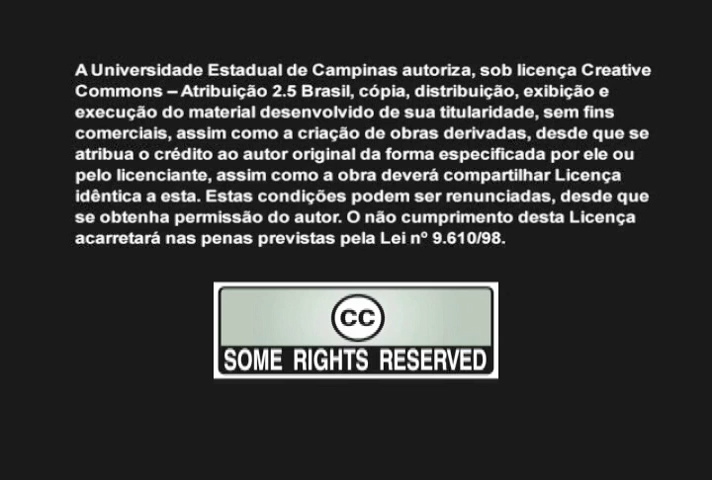 A Universidade Estadual de Campinas autoriza, sob licença Creative
Commons – Atribuição 2.5 Brasil, cópia, distribuição, exibição e
execução do material desenvolvido de sua titularidade, sem fins
comerciais, assim como a criação de obras derivadas, desde que se
atribua o crédito ao autor original da forma especificada por ele ou
pelo licenciante, assim como a obra deverá compartilhar Licença
idêntica a esta. Estas condições podem ser renunciadas, desde que
se obtenha permissão do autor. O não cumprimento desta Licença
acarretará nas penas previstas pela Lei nº 9.610/98.
CC
SOME RIGHTS RESERVED